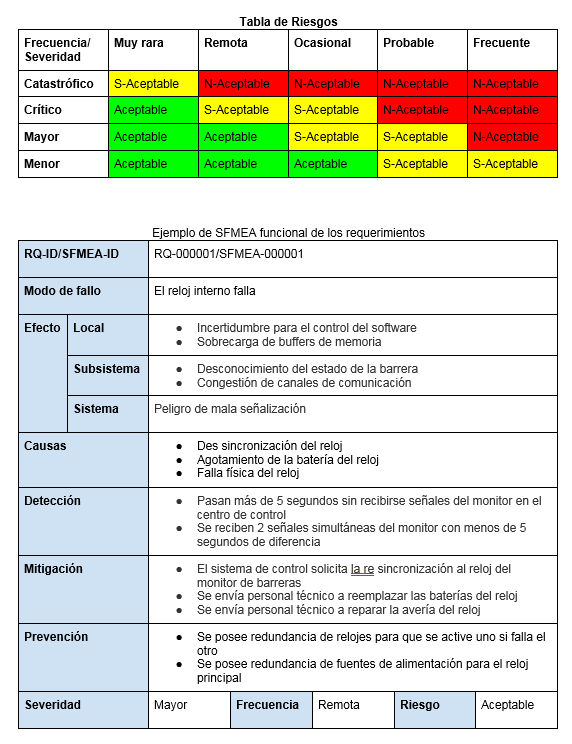 Tabla de Riesgos
Frecuencia/ Muy rara Remota Ocasional Probable Frecuente
Severidad
Catastrófico S-Aceptable N-Aceptable N-Aceptable N-Aceptable N-Aceptable
Crítico Aceptable S-Aceptable S-Aceptable N-Aceptable N-Aceptable
Mayor Aceptable Aceptable S-Aceptable S-Aceptable N-Aceptable
Menor Aceptable Aceptable Aceptable S-Aceptable S-Aceptable
Ejemplo de SFMEA funcional de los requerimientos
RQ-ID/SFMEA-ID RQ-000001/SFMEA-000001
Modo de fallo El reloj interno falla
Efecto Local ● Incertidumbre para el control del software
● Sobrecarga de buffers de memoria
Subsistema ● Desconocimiento del estado de la barrera
● Congestión de canales de comunicación
Sistema Peligro de mala señalización
Causas ● Des sincronización del reloj
● Agotamiento de la batería del reloj
● Falla física del reloj
Detección ● Pasan más de 5 segundos sin recibirse señales del monitor en el
centro de control
● Se reciben 2 señales simultáneas del monitor con menos de 5
segundos de diferencia
Mitigación ● El sistema de control solicita la re sincronización al reloj del
monitor de barreras
● Se envía personal técnico a reemplazar las baterías del reloj
● Se envía personal técnico a reparar la avería del reloj
Prevención ● Se posee redundancia de relojes para que se active uno si falla el
otro
● Se posee redundancia de fuentes de alimentación para el reloj
principal
Severidad Mayor Frecuencia Remota Riesgo Aceptable